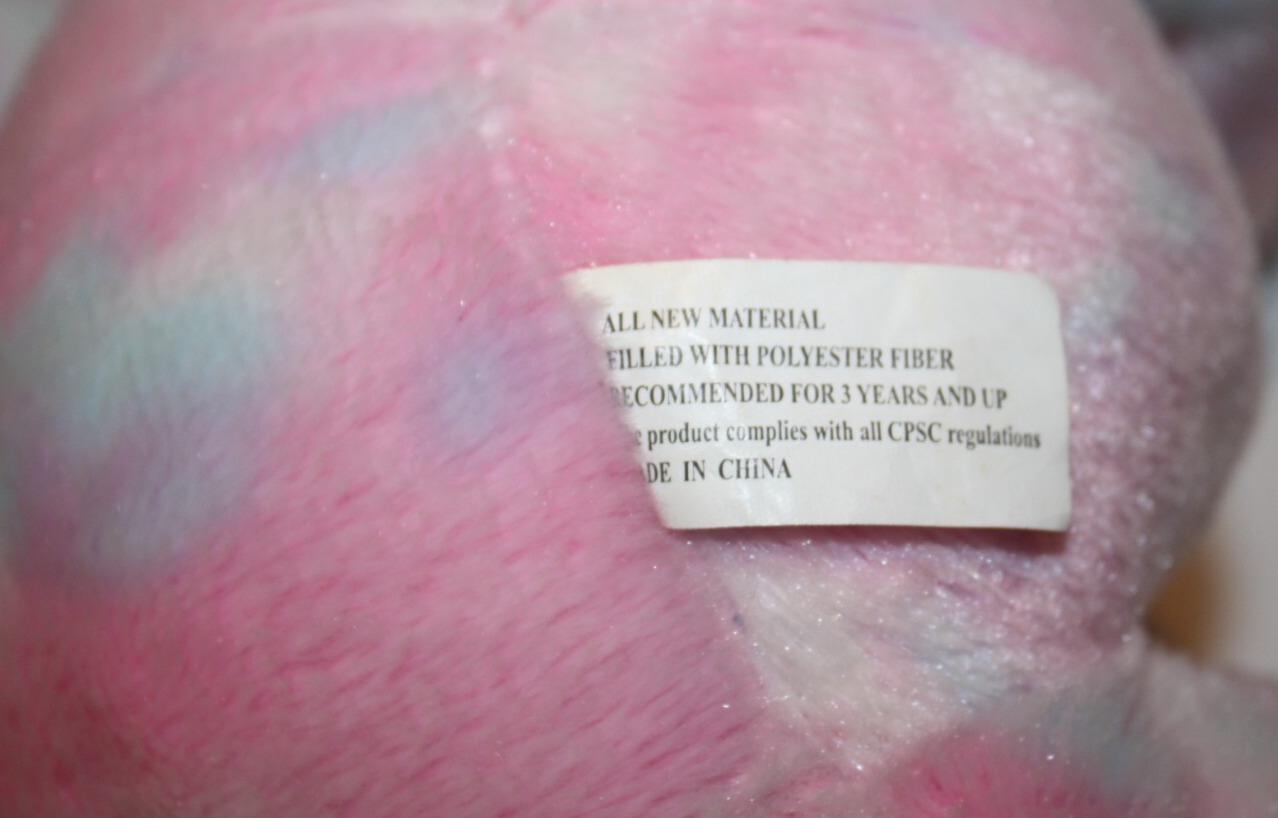 ALL NEW MATERIAL
FILLED WITH POLYESTER FIBER
RECOMMENDED FOR 3 YEARS AND UP
product complies with all CPSC regulations
IN CHiNA